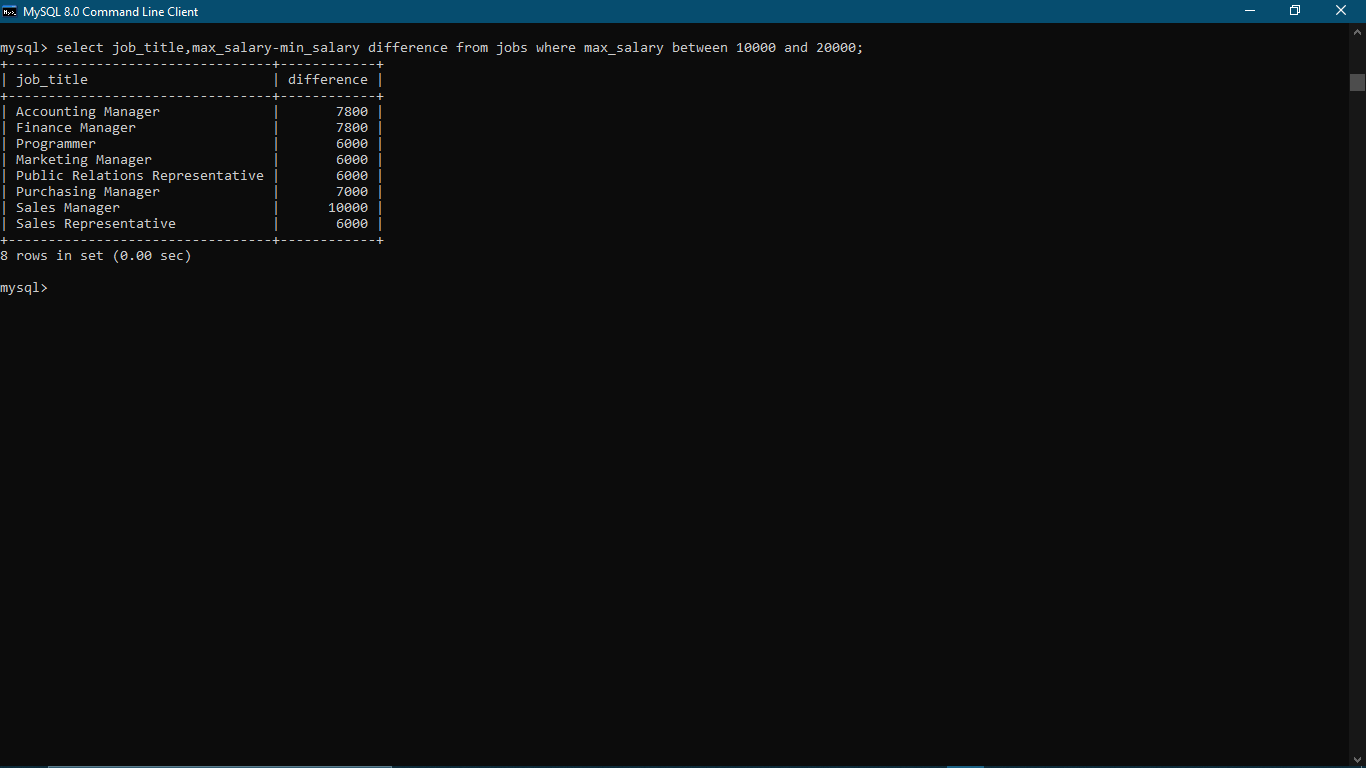 MySQL 8.0 Command Line Client
mysql> select job_title,max_salary-min_salary difference from jobs where max_salary between 10000 and 20000;
+---------------------------------+------------+
| job_title                       | difference |
+---------------------------------+------------+
| Accounting Manager              |       7800 |
| Finance Manager                 |       7800 |
| Programmer                      |       6000 |
| Marketing Manager               |       6000 |
| Public Relations Representative |       6000 |
| Purchasing Manager              |       7000 |
| Sales Manager                   |      10000 |
| Sales Representative            |       6000 |
+---------------------------------+------------+
8 rows in set (0.00 sec)
mysql>